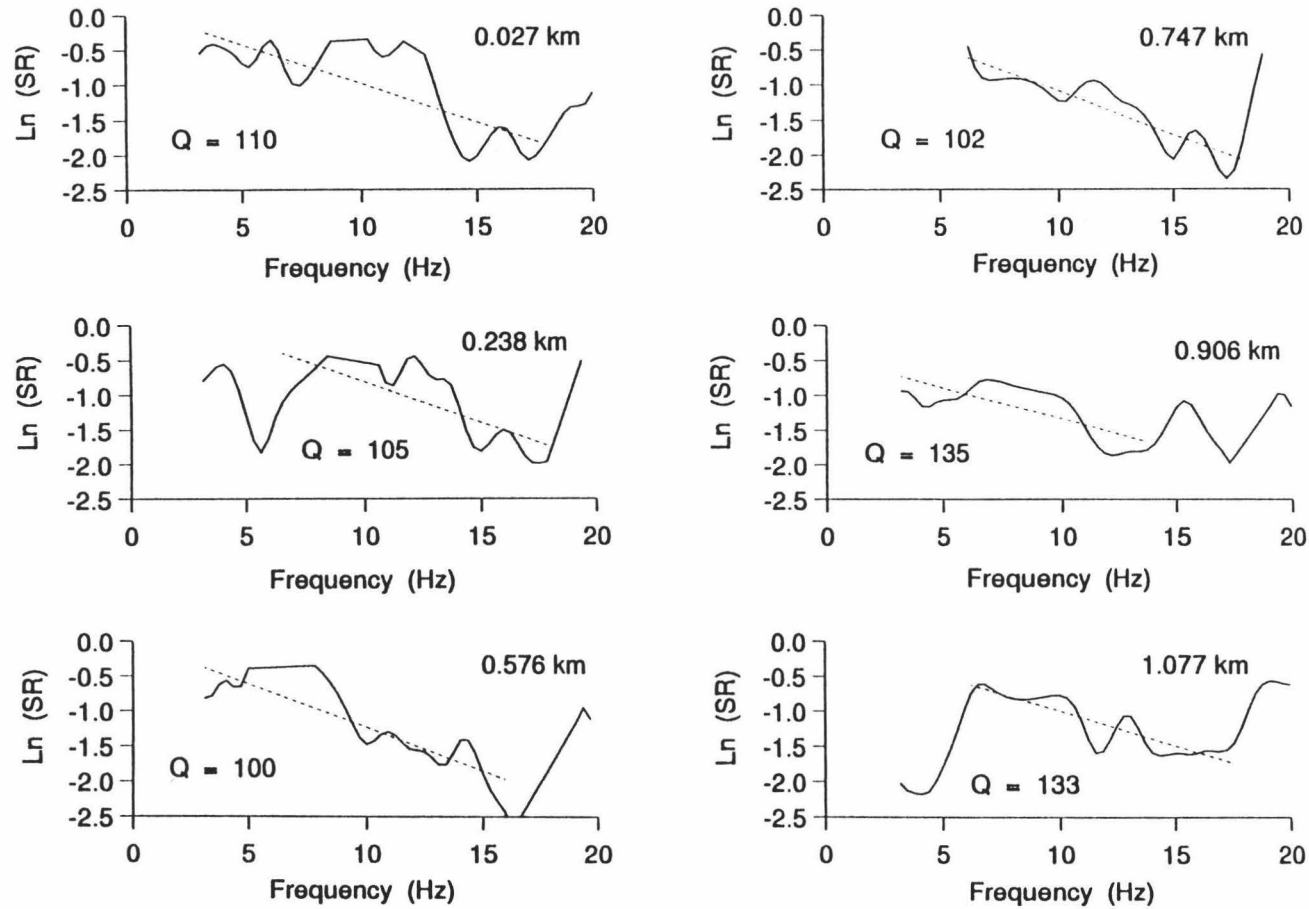 0.0
-0.5
-1.0
-1.5
-2.0
-2.5
Ln (SR)
0.027 km
Q = 110
0 5 10 15 20
Frequency (Hz)
0.0
-0.5
-1.0
-1.5
-2.0
-2.5
Ln (SR)
0.747 km
Q = 102
0 5 10 15 20
Frequency (Hz)
0.0
-0.5
-1.0
-1.5
-2.0
-2.5
Ln (SR)
0.238 km
Q = 105
0 5 10 15 20
Frequency (Hz)
0.0
-0.5
-1.0
-1.5
-2.0
-2.5
Ln (SR)
0.906 km
Q = 135
0 5 10 15 20
Frequency (Hz)
0.0
-0.5
-1.0
-1.5
-2.0
-2.5
Ln (SR)
0.576 km
Q = 100
0 5 10 15 20
Frequency (Hz)
0.0
-0.5
-1.0
-1.5
-2.0
-2.5
Ln (SR)
1.077 km
Q = 133
0 5 10 15 20
Frequency (Hz)